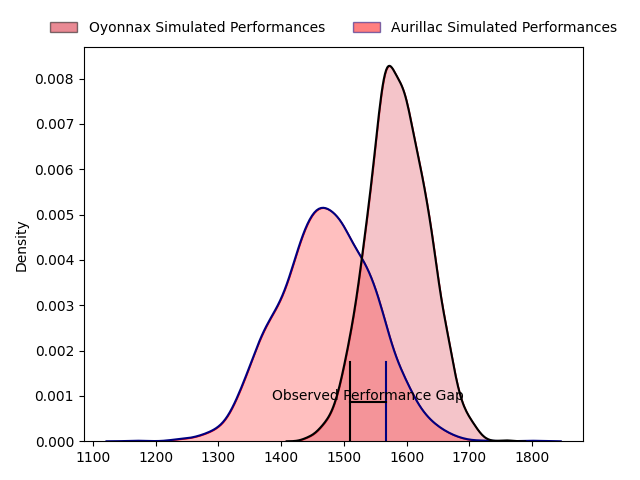 Oyonnax Simulated Performances Aurillac Simulated Performances
0.008
0.007
0.006
0.005
0.004
0.003
0.002
0.001
0.000
Density
Observed Performance Gap
1100 1200 1300 1400 1500 1600 1700 1800